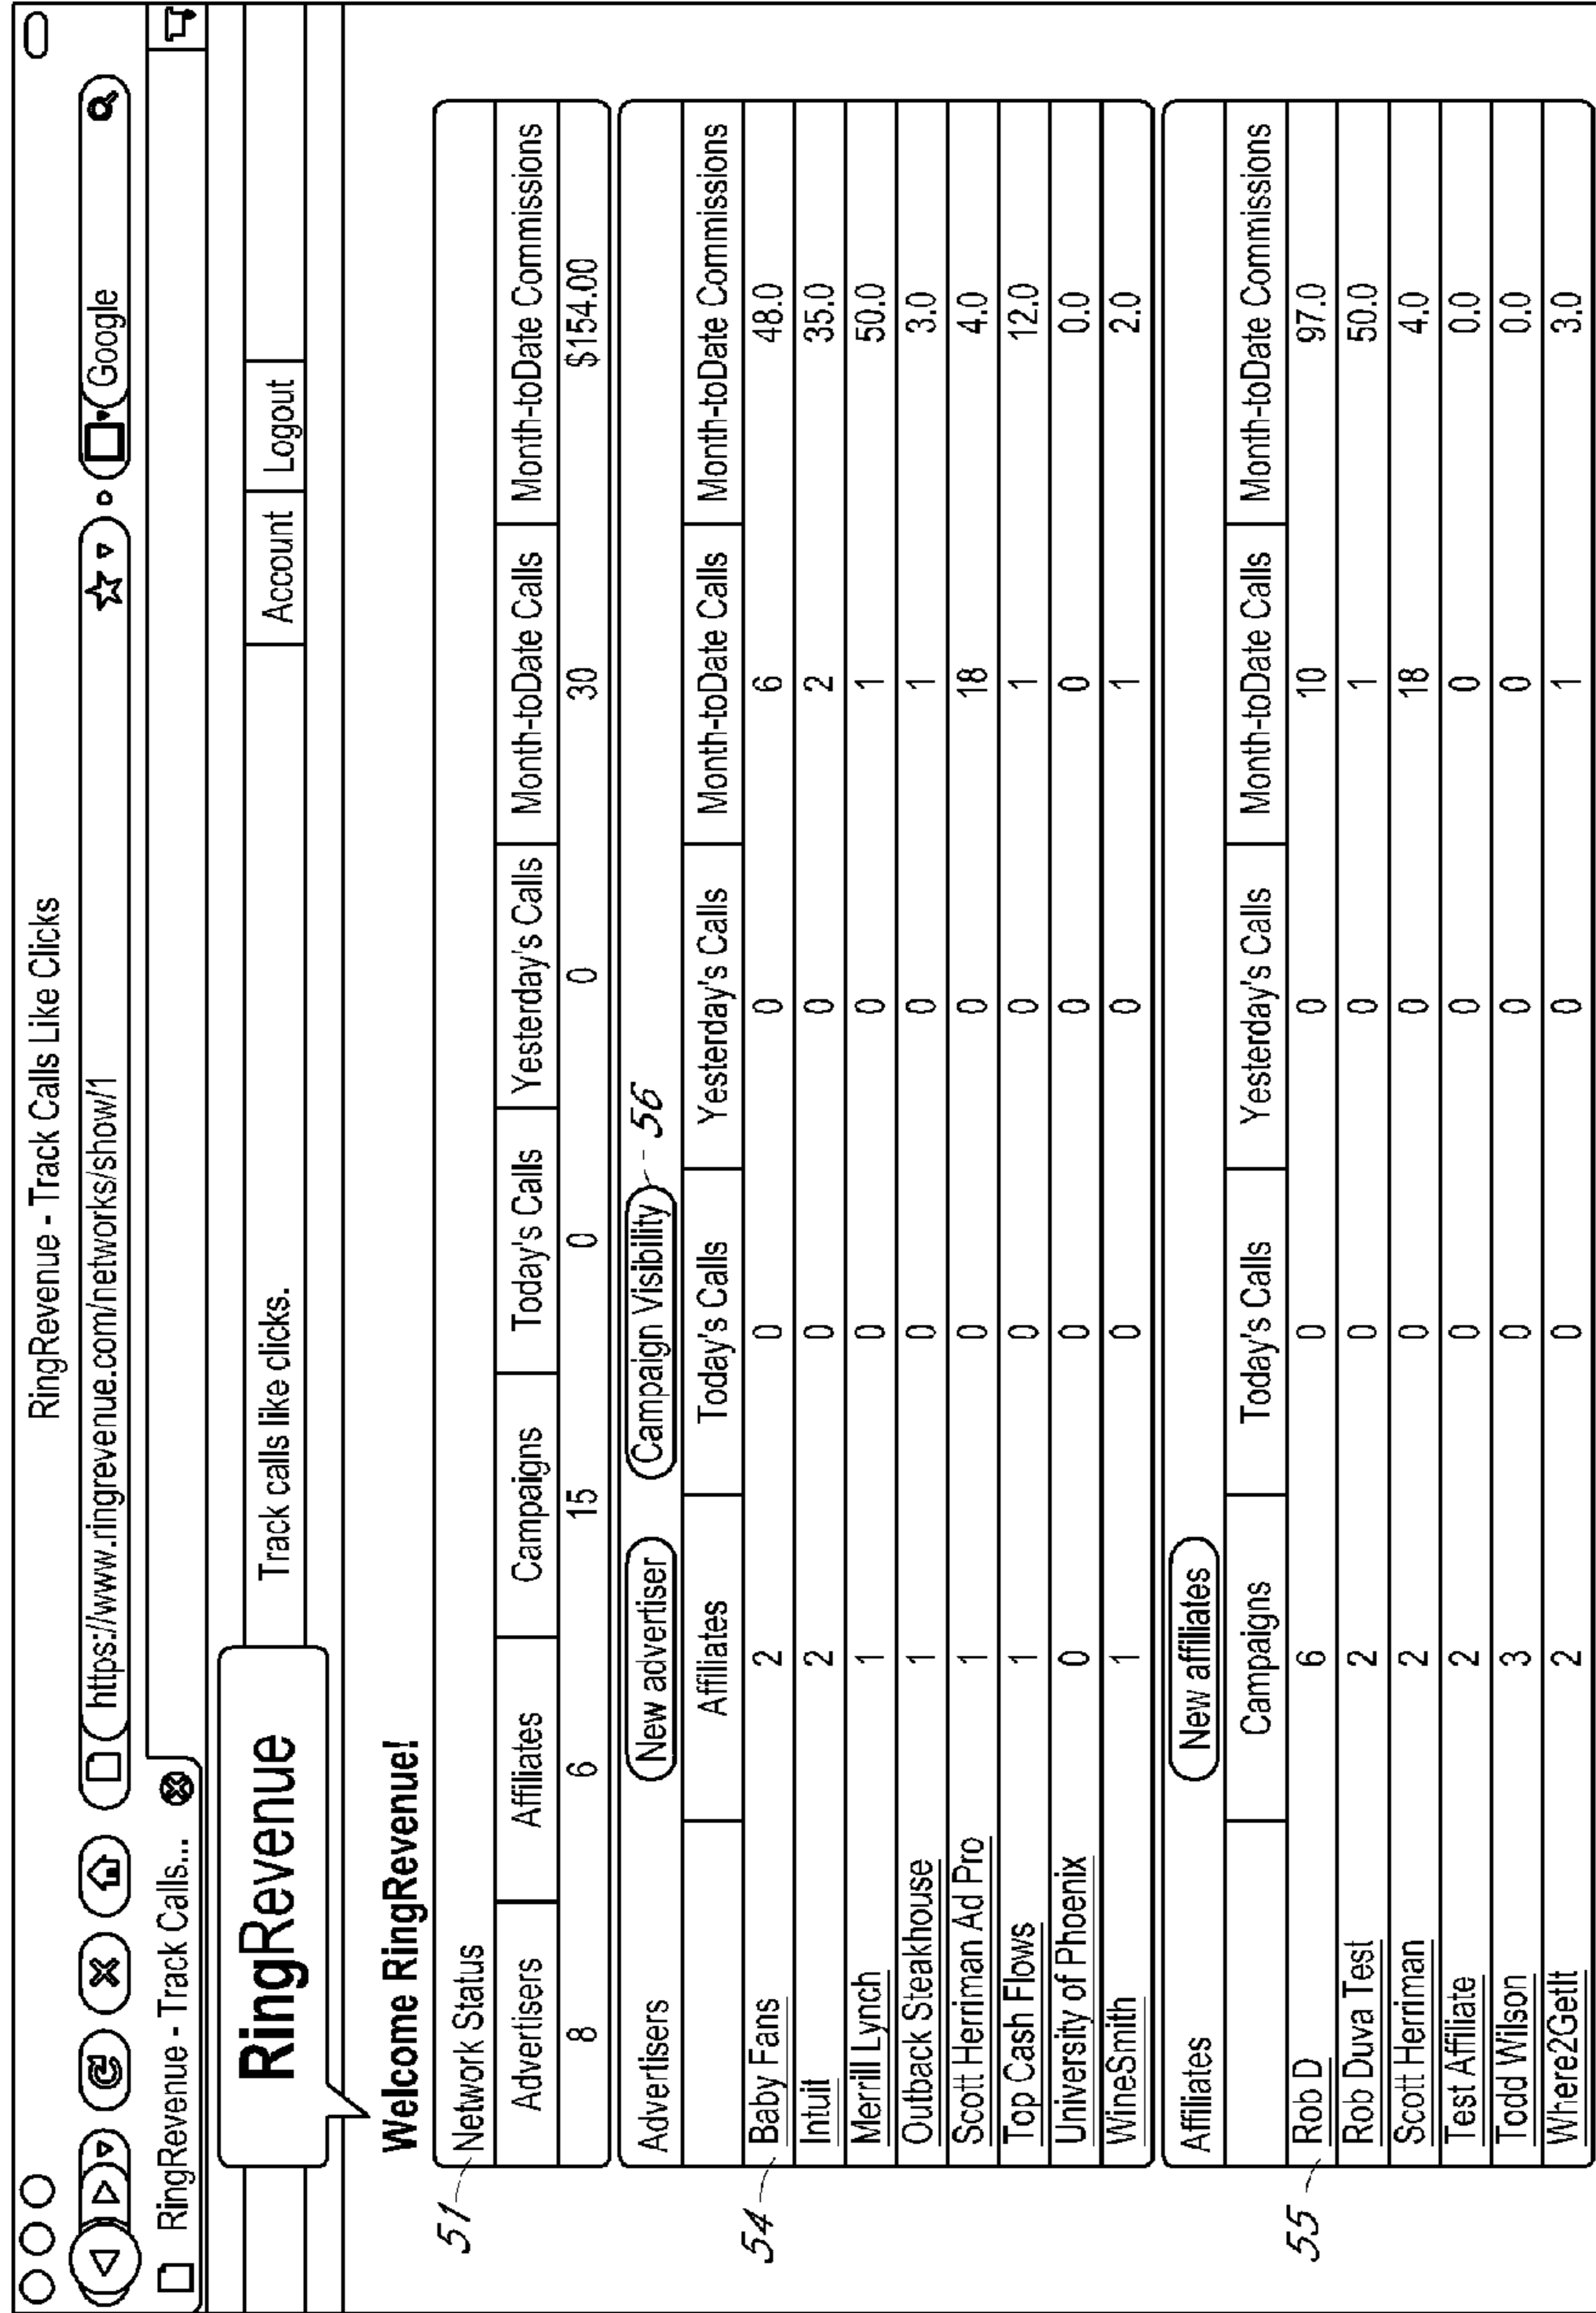 RingRevenue - Track Calls Like Clicks
https://www.ringrevenue.com/networks/show/1 Google
RingRevenue - Track Calls...
RingRevenue Track calls like clicks. Account Logout
Welcome RingRevenue!
51 Network Status
Advertisers Affiliates Campaigns Today's Calls Yesterday's Calls Month-toDate Calls Month-toDate Commissions
8 6 15 0 0 30 $154.00
Advertisers New advertiser Campaign Visibility 56
Affiliates Today's Calls Yesterday's Calls Month-toDate Calls Month-toDate Commissions
54 Baby Fans 2 0 0 6 48.0
Intuit 2 0 0 2 35.0
Merrill Lynch 1 0 0 1 50.0
Outback Steakhouse 1 0 0 1 3.0
Scott Herriman Ad Pro 1 0 0 18 4.0
Top Cash Flows 1 0 0 1 12.0
University of Phoenix 0 0 0 0 0.0
WineSmith 1 0 0 1 2.0
Affiliates New affiliates
Campaigns Today's Calls Yesterday's Calls Month-toDate Calls Month-toDate Commissions
55 Rob D 6 0 0 10 97.0
Rob Duva Test 2 0 0 1 50.0
Scott Herriman 2 0 0 18 4.0
Test Affiliate 2 0 0 0 0.0
Todd Wilson 3 0 0 0 0.0
Where2GetIt 2 0 0 1 3.0